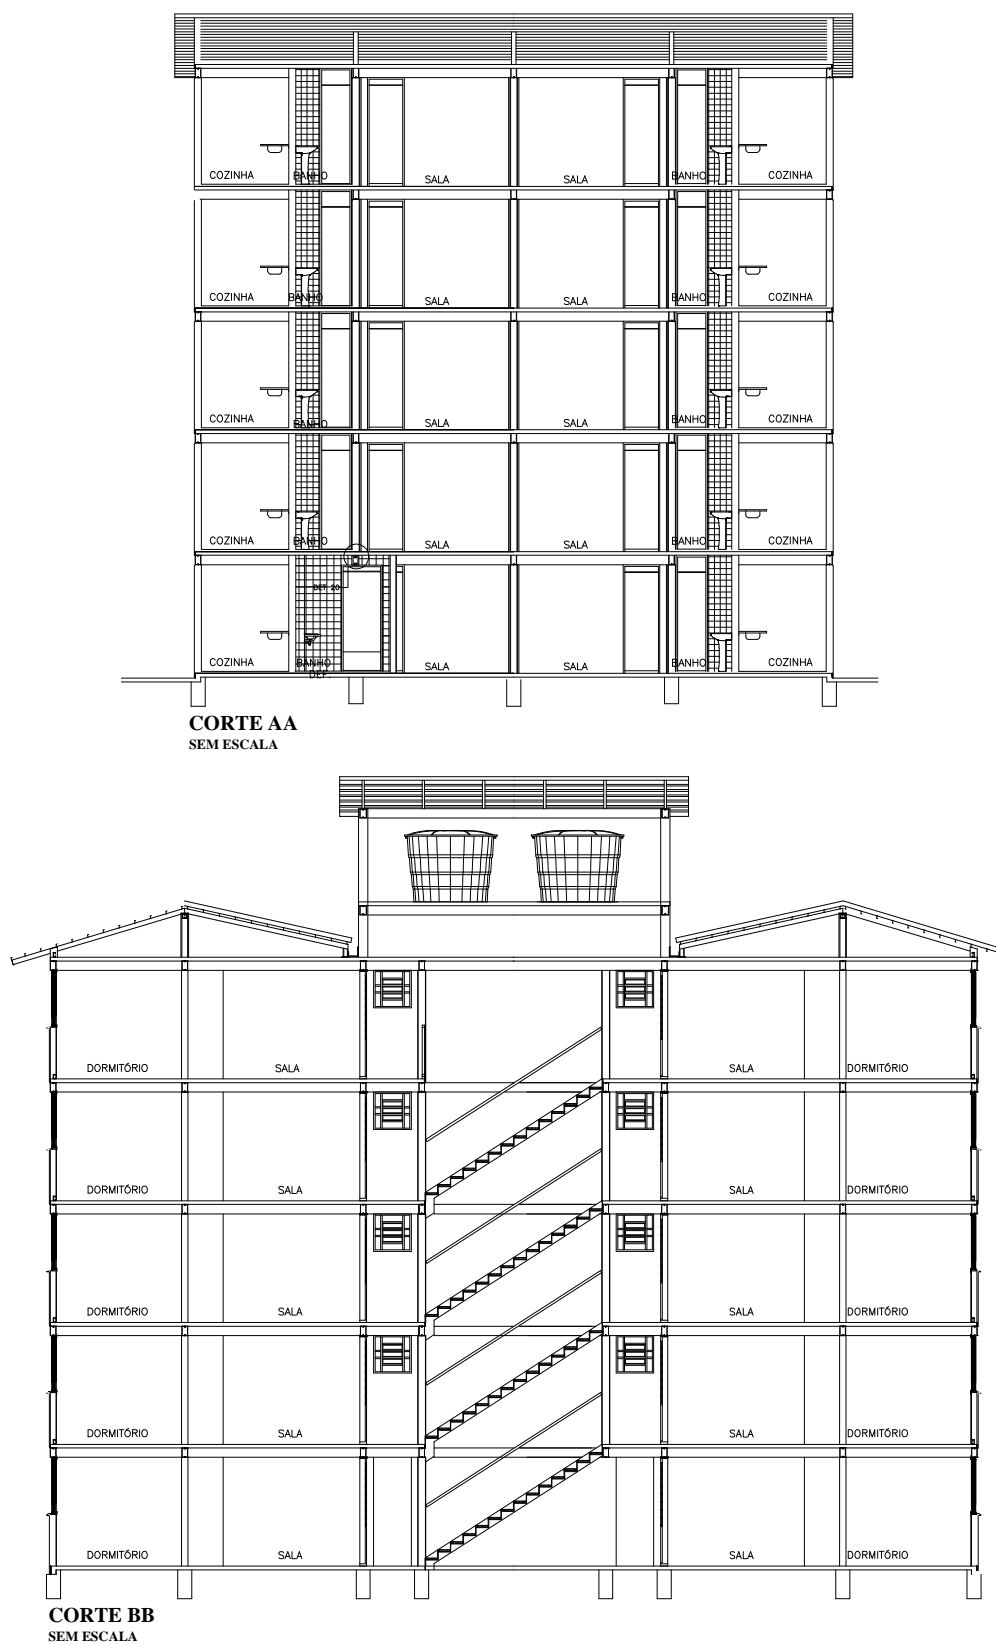 COZINHA BANHO SALA SALA BANHO COZINHA
COZINHA BANHO SALA SALA BANHO COZINHA
COZINHA BANHO SALA SALA BANHO COZINHA
COZINHA BANHO SALA SALA BANHO COZINHA
DET 20
COZINHA BANHO DEF. SALA SALA BANHO COZINHA
CORTE AA
SEM ESCALA
DORMITÓRIO SALA SALA DORMITÓRIO
DORMITÓRIO SALA SALA DORMITÓRIO
DORMITÓRIO SALA SALA DORMITÓRIO
DORMITÓRIO SALA SALA DORMITÓRIO
DORMITÓRIO SALA SALA DORMITÓRIO
CORTE BB
SEM ESCALA